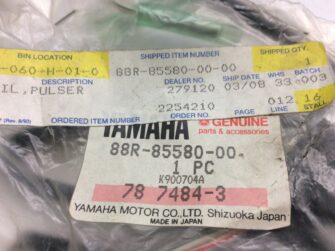 BIN LOCATION SHIPPED ITEM NUMBER SHIPPED QTY.
-060-H-01-0 88R-85580-00-00 1
DEALER NO. SHIP DATE WHS BATCH
IL, PULSER 279120 03/08 33 003
2254210 012 16
ORDERED ITEM NUMBER ORDER NO. STALL
YAMAHA GENUINE
parts & accessories
88R-85580-00-
1 PC
K900704A
78 7484-3
YAMAHA MOTOR CO.,LTD. Shizuoka Japan
MADE IN JAPAN